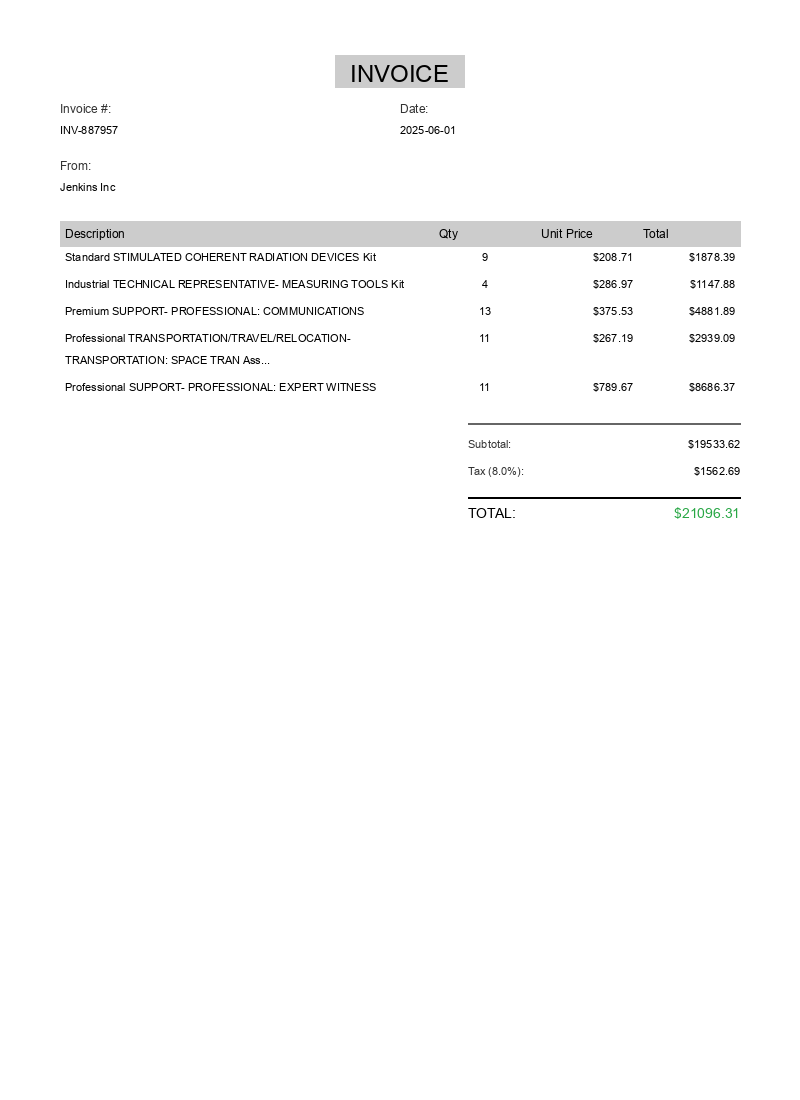 INVOICE
Invoice #: Date:
INV-887957 2025-06-01
From:
Jenkins Inc
Description Qty Unit Price Total
Standard STIMULATED COHERENT RADIATION DEVICES Kit 9 $208.71 $1878.39
Industrial TECHNICAL REPRESENTATIVE- MEASURING TOOLS Kit 4 $286.97 $1147.88
Premium SUPPORT- PROFESSIONAL: COMMUNICATIONS 13 $375.53 $4881.89
Professional TRANSPORTATION/TRAVEL/RELOCATION- 11 $267.19 $2939.09
TRANSPORTATION: SPACE TRAN Ass...
Professional SUPPORT- PROFESSIONAL: EXPERT WITNESS 11 $789.67 $8686.37
Subtotal: $19533.62
Tax (8.0%): $1562.69
TOTAL: $21096.31